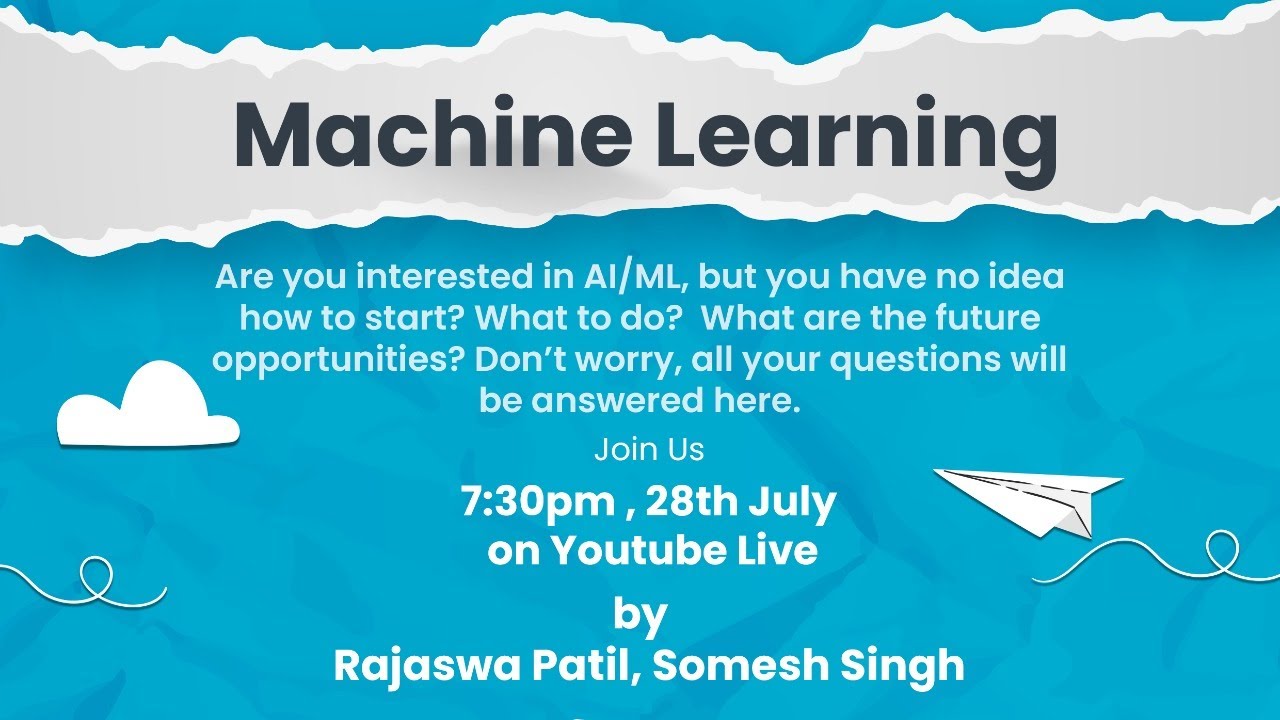 Machine Learning
Are you interested in AI/ML, but you have no idea
how to start? What to do?  What are the future
opportunities? Don’t worry, all your questions will
be answered here.
Join Us
7:30pm , 28th July
on Youtube Live
by
Rajaswa Patil, Somesh Singh